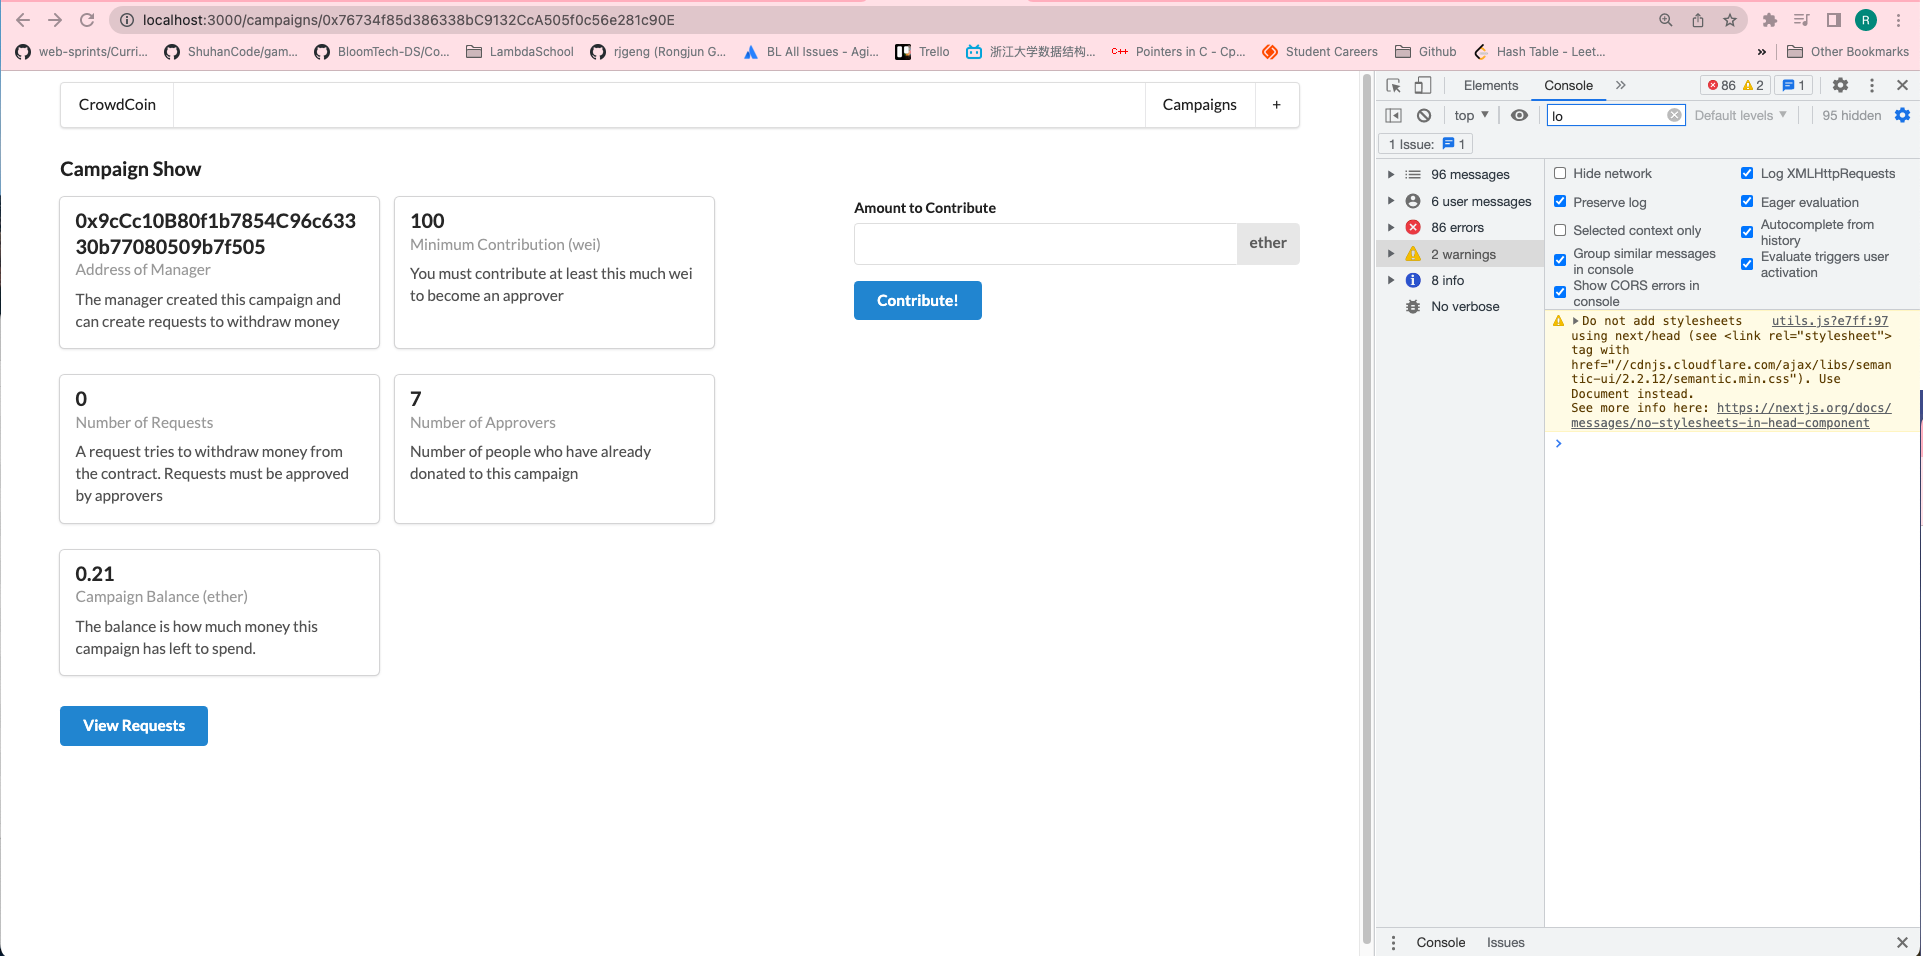 localhost:3000/campaigns/0x76734f85d386338bC9132CcA505f0c56e281c90E
R
web-sprints/Curri...
ShuhanCode/gam...
BloomTech-DS/Co...
LambdaSchool
rjgeng (Rongjun G...
BL All Issues - Agi...
Trello
浙江大学数据结构...
C++ Pointers in C - Cp...
Student Careers
Github
Hash Table - Leet...
»
Other Bookmarks
CrowdCoin
Campaigns
+
Campaign Show
0x9cCc10B80f1b7854C96c633
30b77080509b7f505
Address of Manager
The manager created this campaign and
can create requests to withdraw money
100
Minimum Contribution (wei)
You must contribute at least this much wei
to become an approver
0
Number of Requests
A request tries to withdraw money from
the contract. Requests must be approved
by approvers
7
Number of Approvers
Number of people who have already
donated to this campaign
0.21
Campaign Balance (ether)
The balance is how much money this
campaign has left to spend.
View Requests
Amount to Contribute
ether
Contribute!
Elements
Console
»
86
2
1
top
lo
Default levels
95 hidden
1 Issue: 1
96 messages
6 user messages
86 errors
2 warnings
8 info
No verbose
Hide network
Preserve log
Selected context only
Group similar messages
in console
Show CORS errors in
console
Log XMLHttpRequests
Eager evaluation
Autocomplete from
history
Evaluate triggers user
activation
Do not add stylesheets utils.js?e7ff:97
using next/head (see <link rel="stylesheet">
tag with
href="//cdnjs.cloudflare.com/ajax/libs/seman
tic-ui/2.2.12/semantic.min.css"). Use
Document instead.
See more info here: https://nextjs.org/docs/
messages/no-stylesheets-in-head-component
Console
Issues